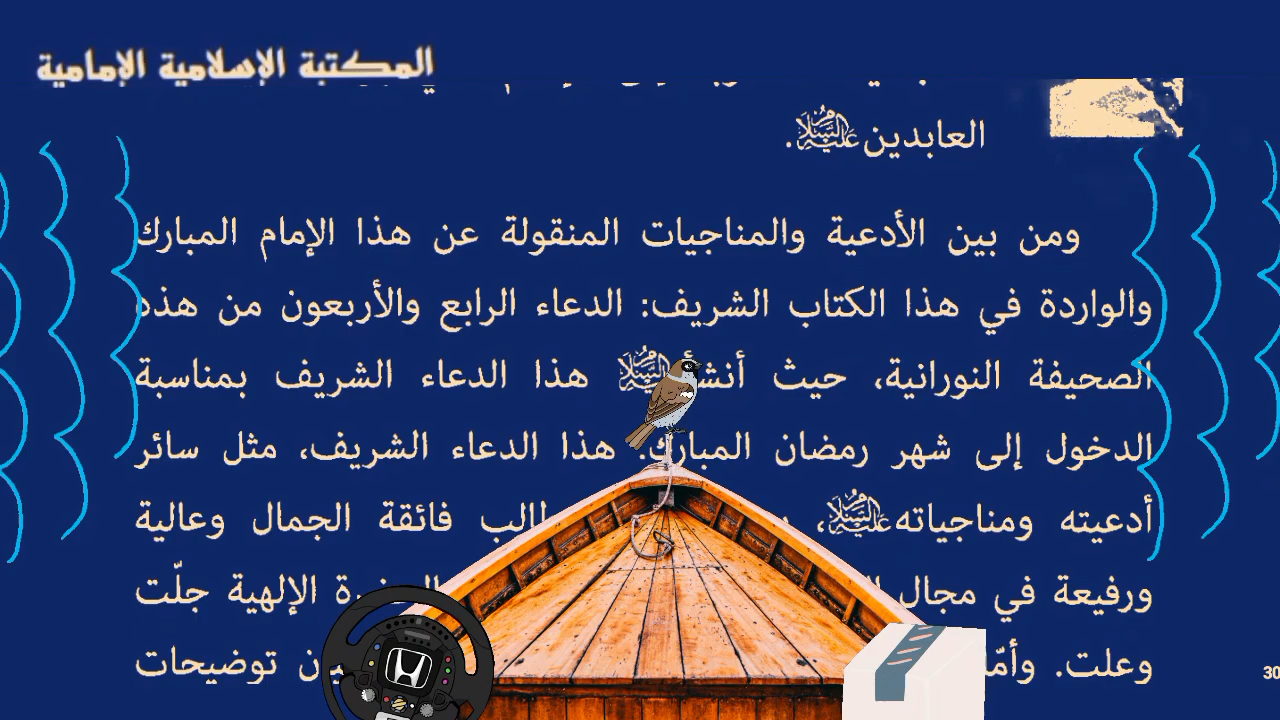 المكتبة الإسلامية الإمامية
العابدين عليه السلام.
ومن بين الأدعية والمناجيات المنقولة عن هذا الإمام المبارك
والواردة في هذا الكتاب الشريف: الدعاء الرابع والأربعون من هذه
الصحيفة النورانية، حيث أنشأ عليه السلام هذا الدعاء الشريف بمناسبة
الدخول إلى شهر رمضان المبارك. هذا الدعاء الشريف، مثل سائر
أدعيته ومناجياته عليه السلام، فائقة الجمال وعالية
ورفيعة في مجال الإلهية جلّت
وعلت. توضيحات
30